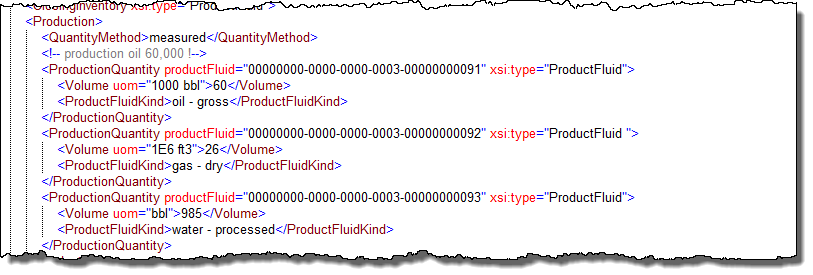 <Production>
<QuantityMethod>measured</QuantityMethod>
<!-- production oil 60,000 !-->
<ProductionQuantity productFluid="00000000-0000-0000-0003-00000000091" xsi:type="ProductFluid">
<Volume uom="1000 bbl">60</Volume>
<ProductFluidKind>oil - gross</ProductFluidKind>
</ProductionQuantity>
<ProductionQuantity productFluid="00000000-0000-0000-0003-00000000092" xsi:type="ProductFluid ">
<Volume uom="1E6 ft3">26</Volume>
<ProductFluidKind>gas - dry</ProductFluidKind>
</ProductionQuantity>
<ProductionQuantity productFluid="00000000-0000-0000-0003-00000000093" xsi:type="ProductFluid">
<Volume uom="bbl">985</Volume>
<ProductFluidKind>water - processed</ProductFluidKind>
</ProductionQuantity>